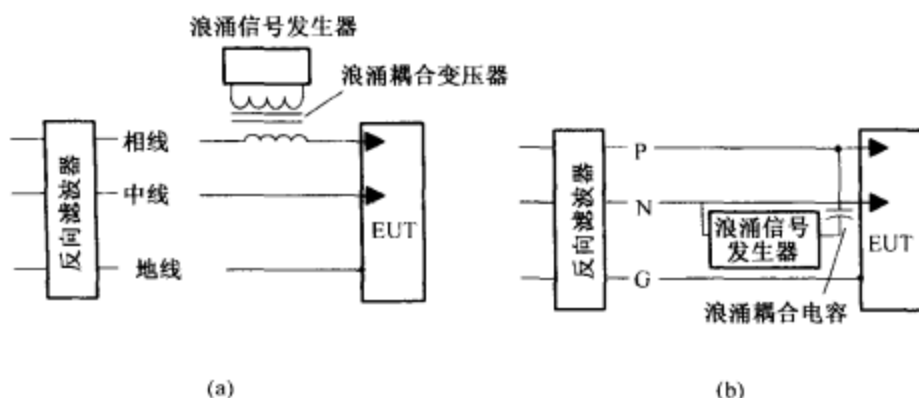 浪涌信号发生器
浪涌耦合变压器
反向滤波器
相线
中线
地线
EUT
(a)
反向滤波器
P
N
G
浪涌信号
发生器
EUT
浪涌耦合电容
(b)